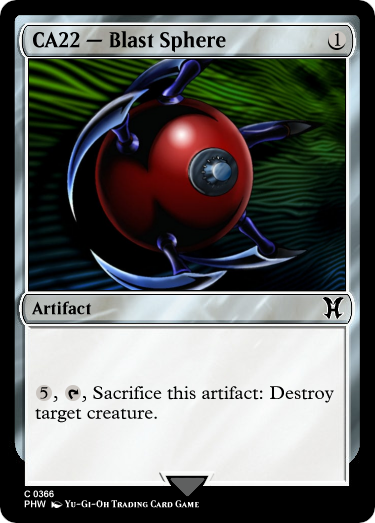 CA22 — Blast Sphere 1
Artifact
5, T, Sacrifice this artifact: Destroy
target creature.
C 0366
PHW Yu-Gi-Oh Trading Card Game